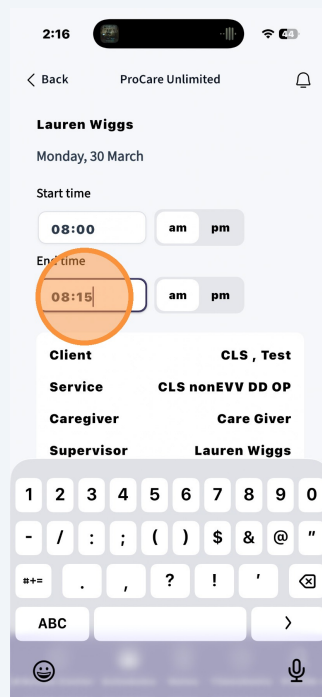 2:16 44
Back ProCare Unlimited
Lauren Wiggs
Monday, 30 March
Start time
08:00 am pm
End time
08:15 am pm
Client CLS , Test
Service CLS nonEVV DD OP
Caregiver Care Giver
Supervisor Lauren Wiggs
1 2 3 4 5 6 7 8 9 0
- / : ; ( ) $ & @ "
#+= . , ? ! '
ABC